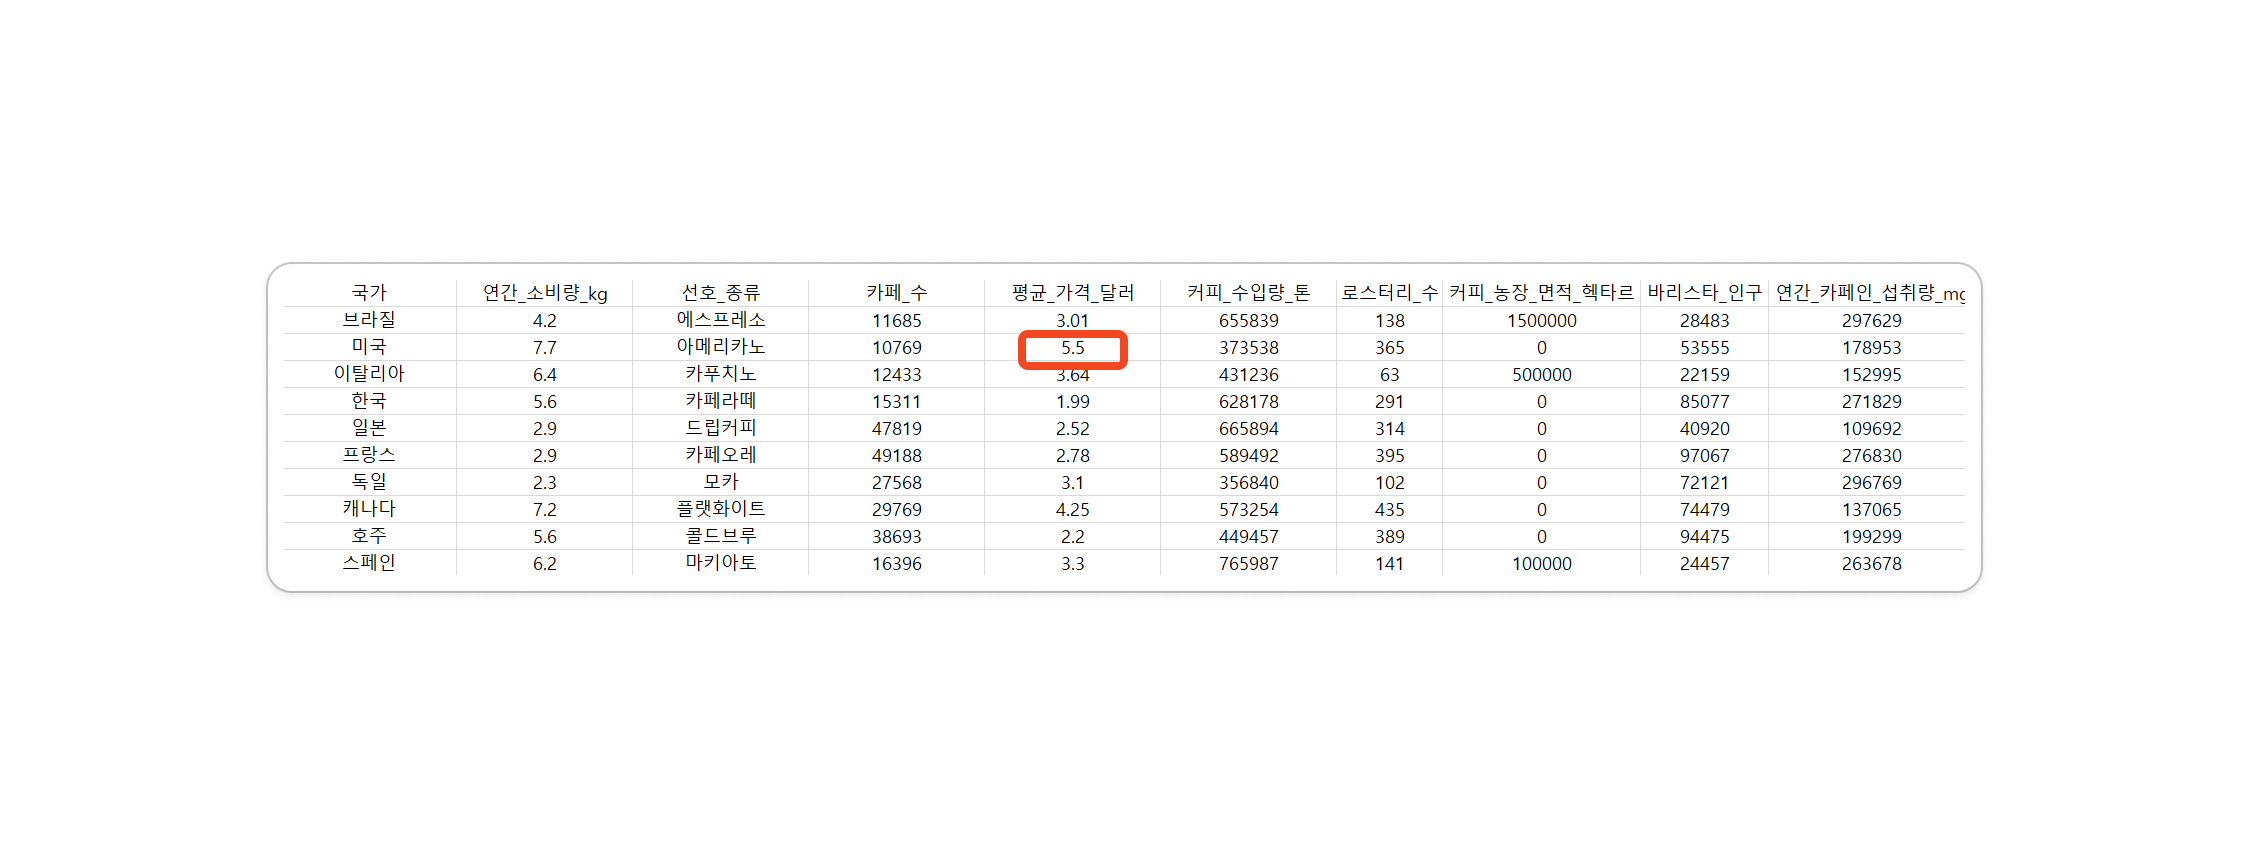 국가 연간_소비량_kg 선호_종류 카페_수 평균_가격_달러 커피_수입량_톤 로스터리_수 커피_농장_면적_헥타르 바리스타_인구 연간_카페인_섭취량_mg
브라질 4.2 에스프레소 11685 3.01 655839 138 1500000 28483 297629
미국 7.7 아메리카노 10769 5.5 373538 365 0 53555 178953
이탈리아 6.4 카푸치노 12433 3.64 431236 63 500000 22159 152995
한국 5.6 카페라떼 15311 1.99 628178 291 0 85077 271829
일본 2.9 드립커피 47819 2.52 665894 314 0 40920 109692
프랑스 2.9 카페오레 49188 2.78 589492 395 0 97067 276830
독일 2.3 모카 27568 3.1 356840 102 0 72121 296769
캐나다 7.2 플랫화이트 29769 4.25 573254 435 0 74479 137065
호주 5.6 콜드브루 38693 2.2 449457 389 0 94475 199299
스페인 6.2 마키아토 16396 3.3 765987 141 100000 24457 263678